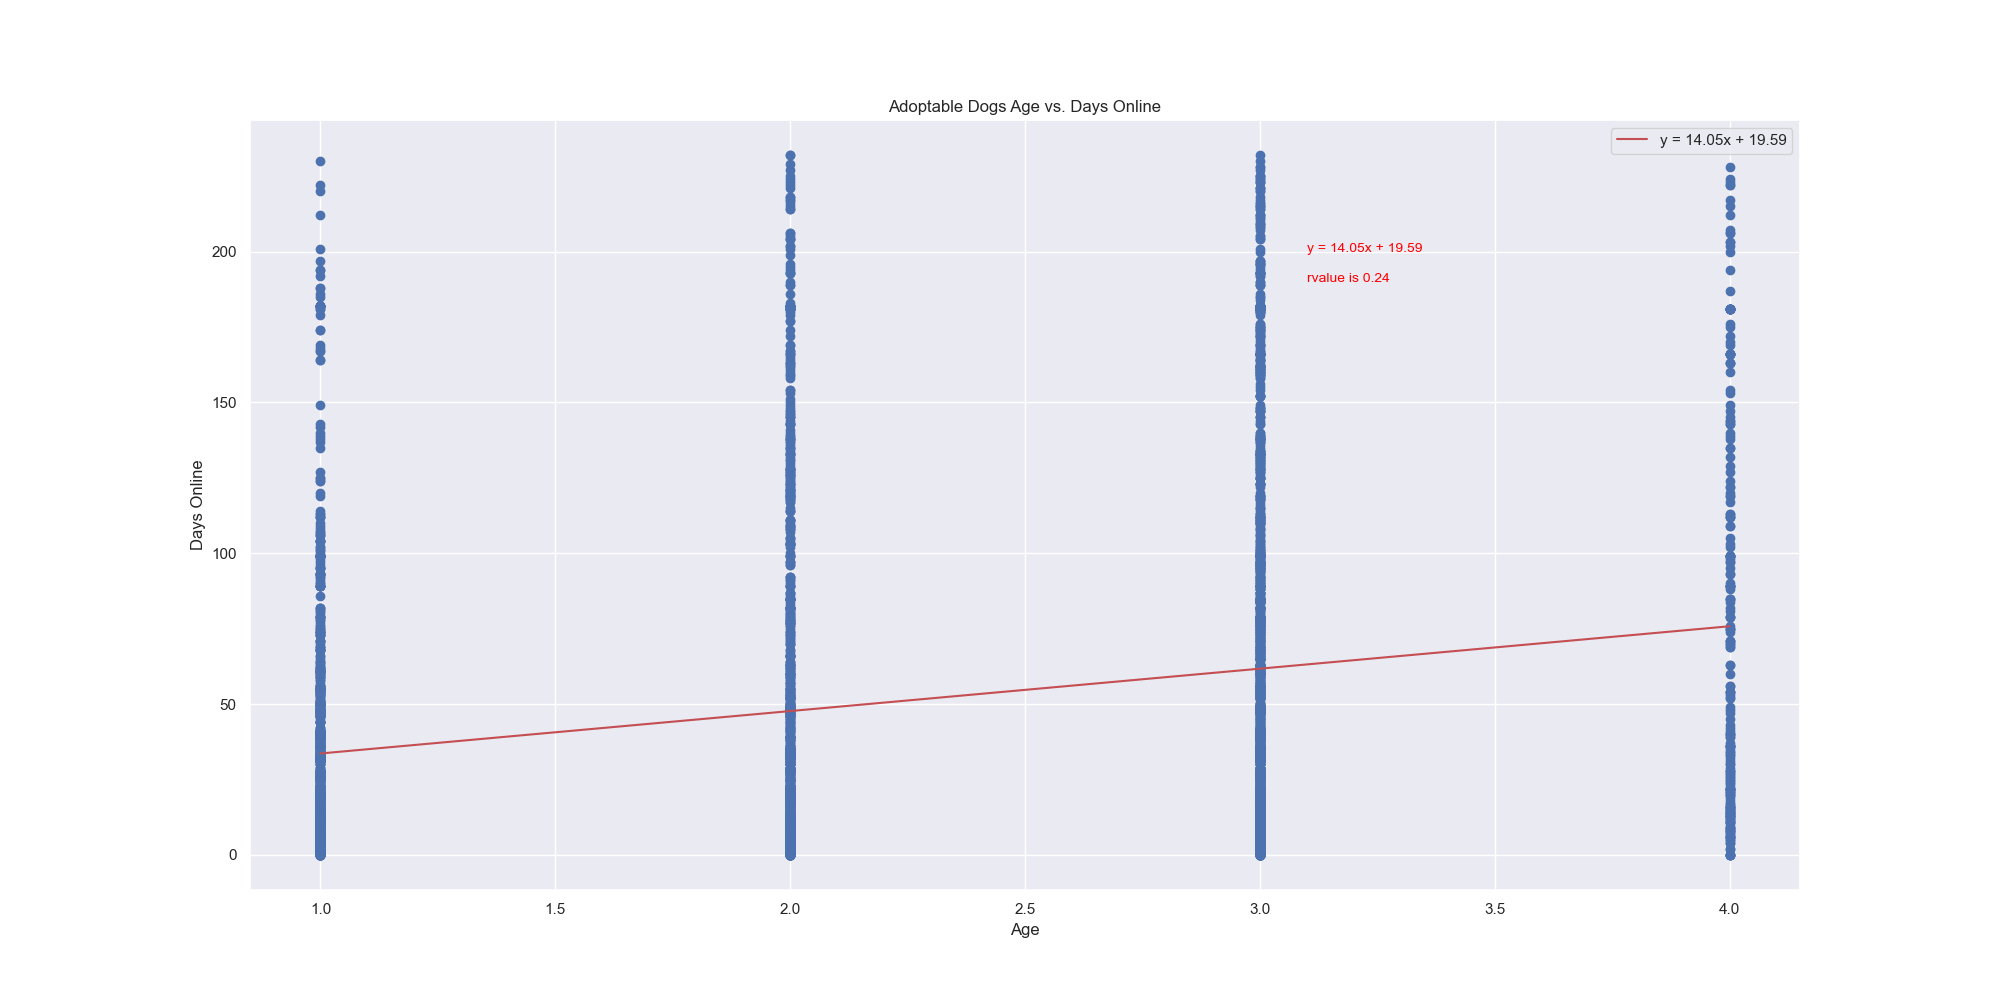 Adoptable Dogs Age vs. Days Online
y = 14.05x + 19.59
y = 14.05x + 19.59
rvalue is 0.24
Days Online
200
150
100
50
0
1.0 1.5 2.0 2.5 3.0 3.5 4.0
Age